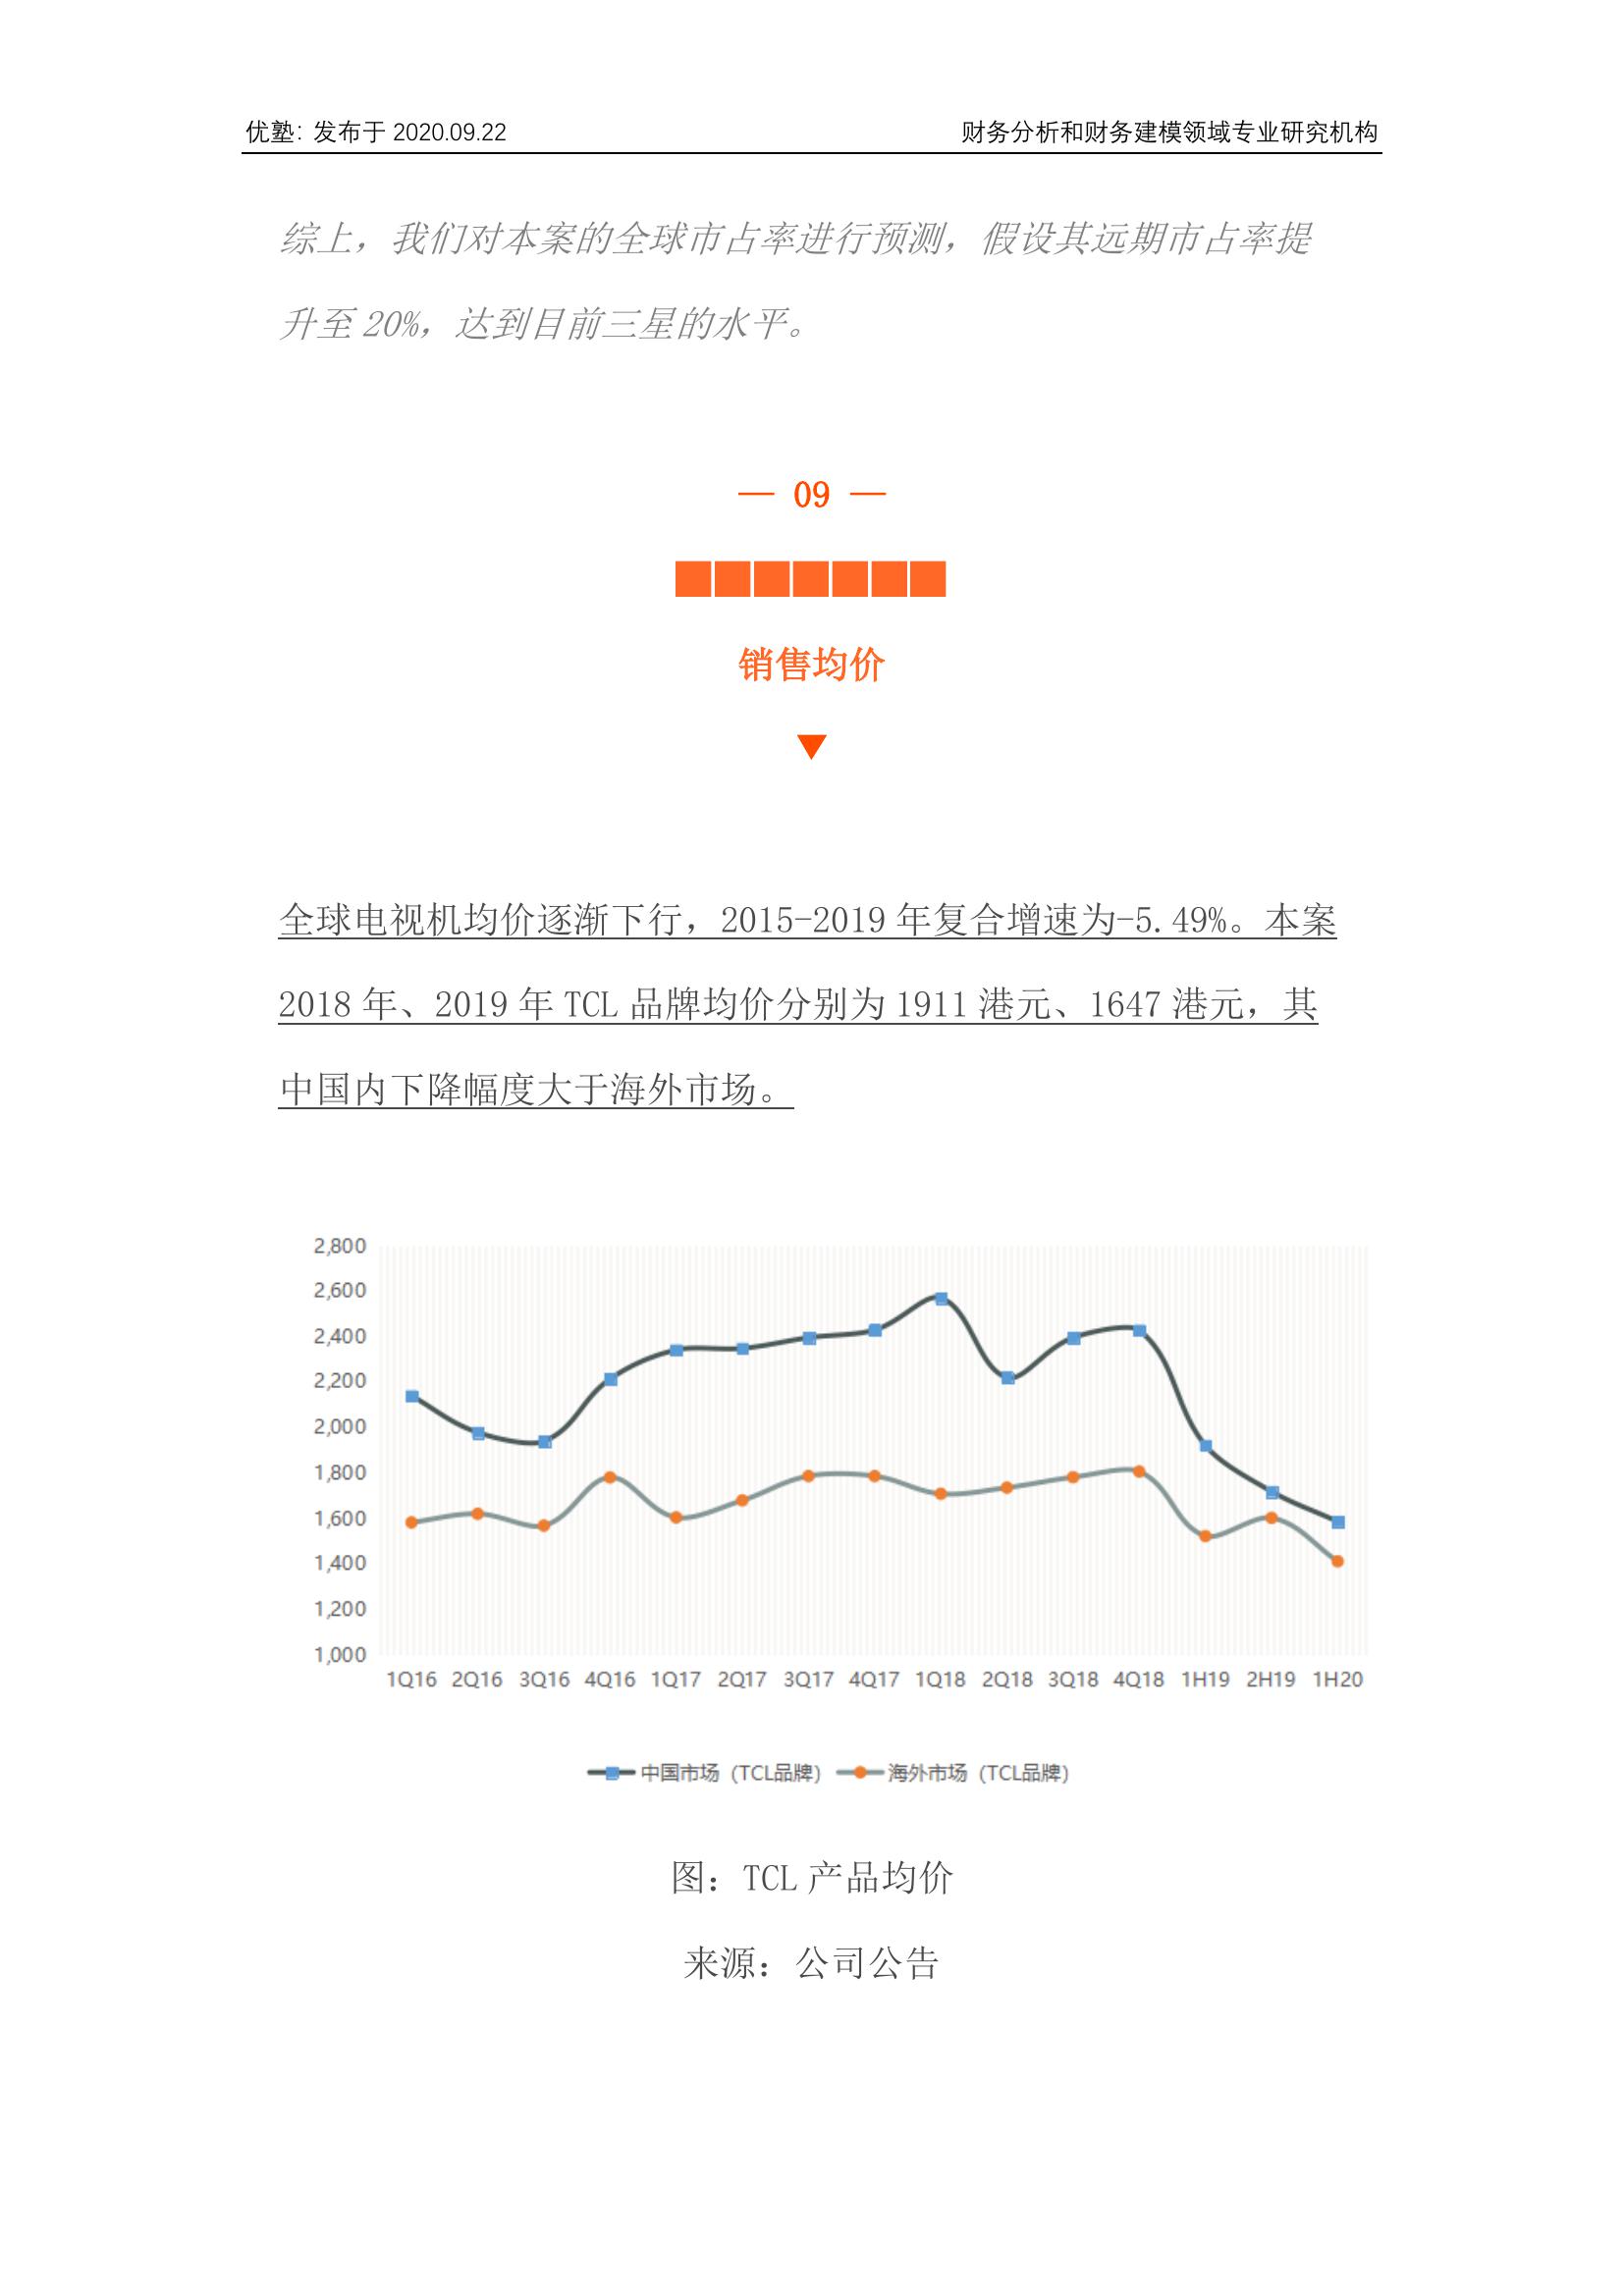 优塾：发布于 2020.09.22
财务分析和财务建模领域专业研究机构
综上，我们对本案的全球市占率进行预测，假设其远期市占率提
升至 20%，达到目前三星的水平。
— 09 —
销售均价
全球电视机均价逐渐下行，2015-2019 年复合增速为-5.49%。本案
2018 年、2019 年 TCL 品牌均价分别为 1911 港元、1647 港元，其
中国内下降幅度大于海外市场。
2,800
2,600
2,400
2,200
2,000
1,800
1,600
1,400
1,200
1,000
1Q16 2Q16 3Q16 4Q16 1Q17 2Q17 3Q17 4Q17 1Q18 2Q18 3Q18 4Q18 1H19 2H19 1H20
中国市场（TCL品牌） 海外市场（TCL品牌）
图：TCL 产品均价
来源：公司公告